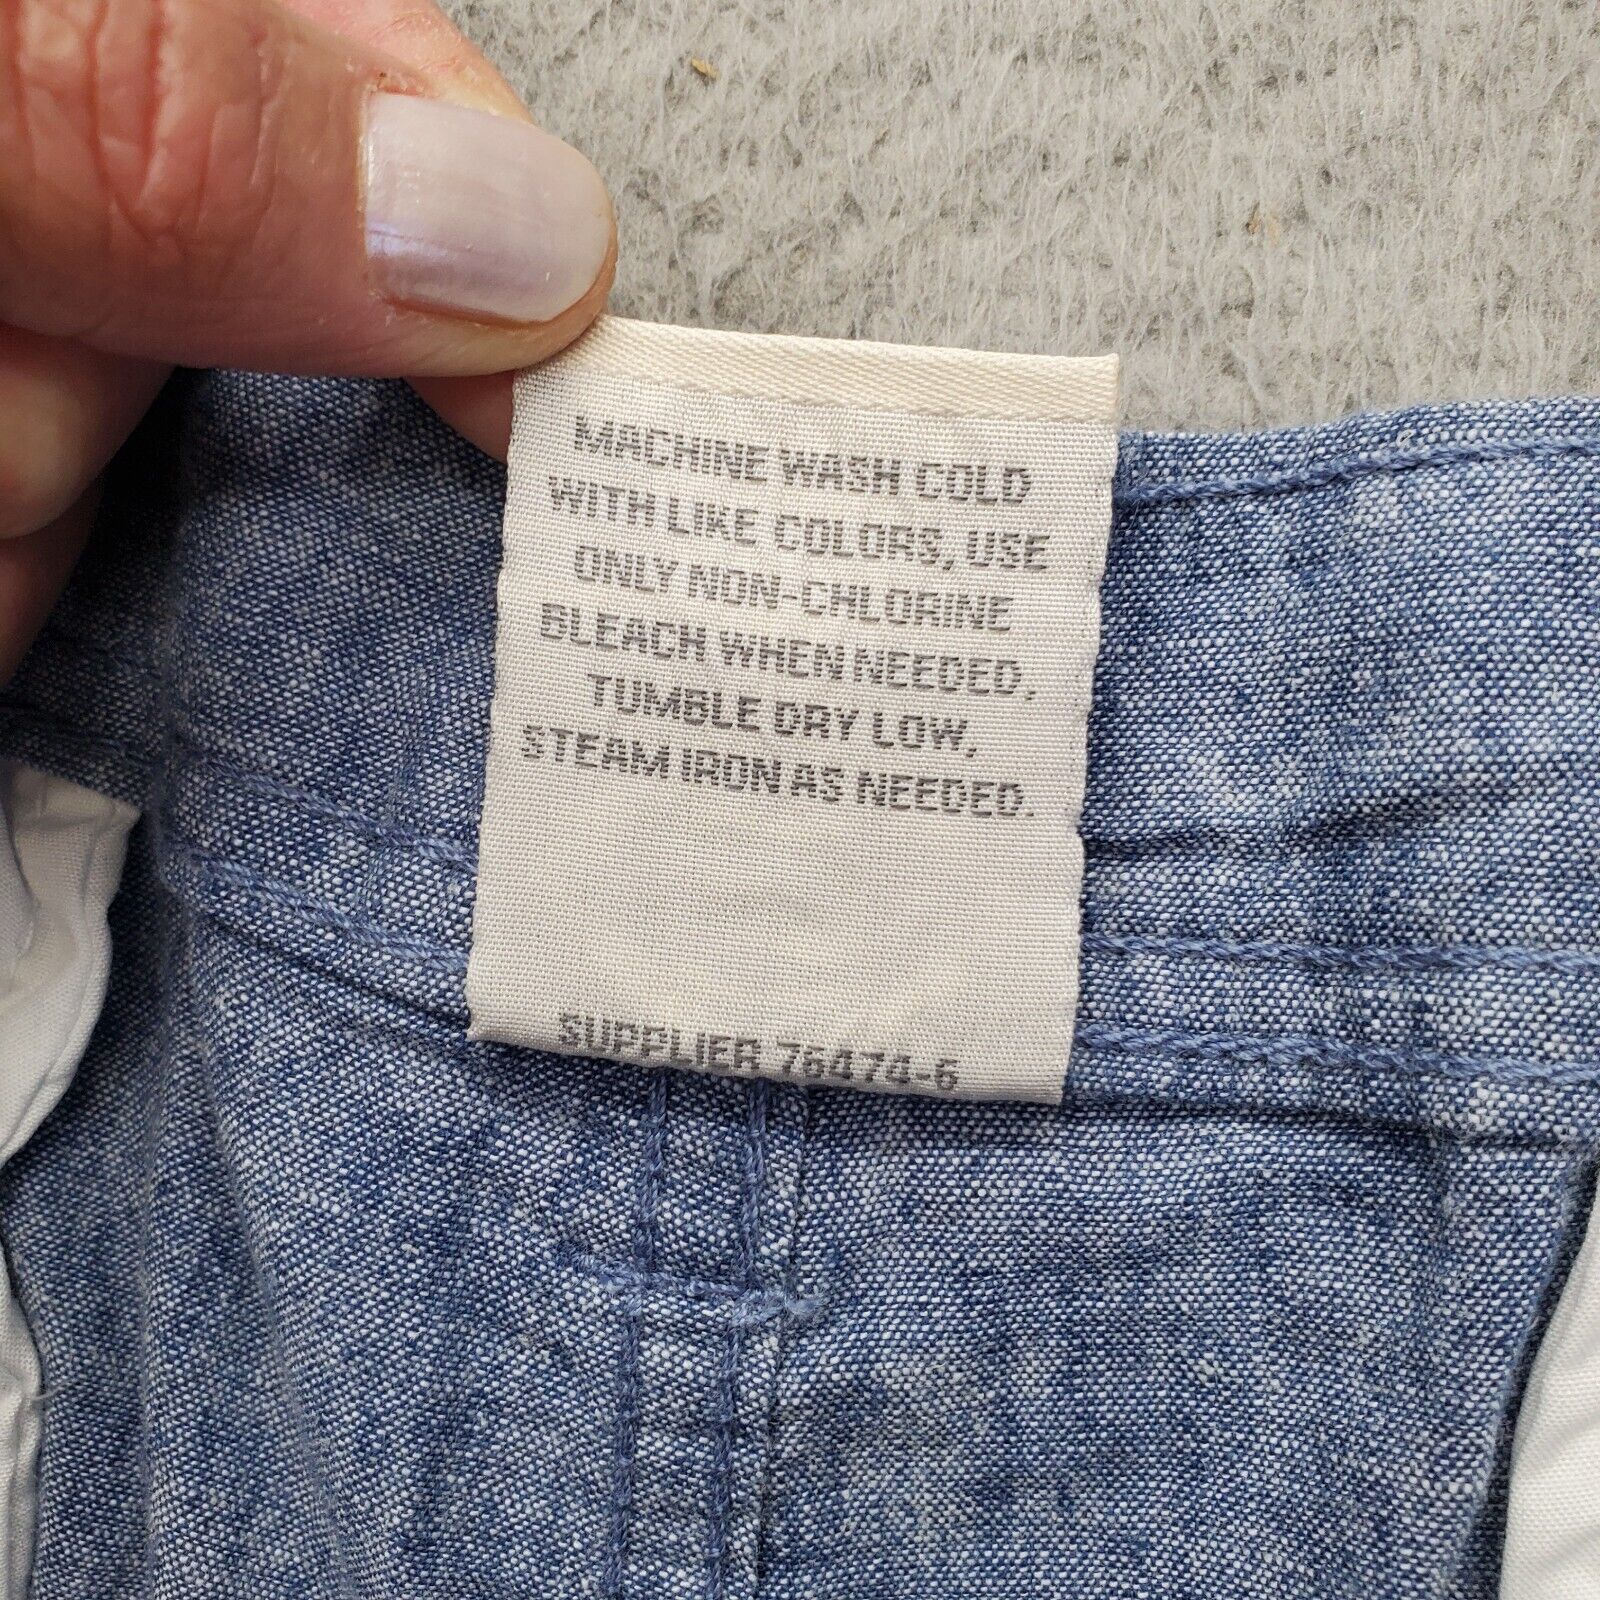 MACHINE WASH COLD
WITH LIKE COLORS, USE
ONLY NON-CHLORINE
BLEACH WHEN NEEDED,
TUMBLE DRY LOW,
STEAM IRON AS NEEDED.
SUPPLIER 76474-6